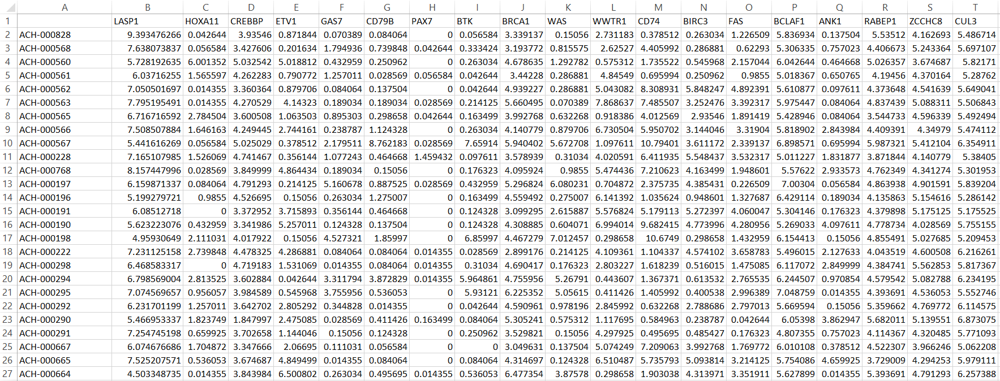 A B C D E F G H I J K L M N O P Q R S T
1 LASP1 HOXA11 CREBBP ETV1 GAS7 CD79B PAX7 BTK BRCA1 WAS WWTR1 CD74 BIRC3 FAS BCLAF1 ANK1 RABEP1 ZCCHC8 CUL3
2 ACH-000828 9.393476266 0.042644 3.93546 0.871844 0.070389 0.084064 0 0.056584 3.339137 0.15056 2.731183 0.378512 0.263034 1.226509 5.836934 0.137504 5.53512 4.162693 5.486714
3 ACH-000568 7.638073837 0.056584 3.427606 0.201634 1.794936 0.739848 0.042644 0.333424 3.193772 0.815575 2.62527 4.405992 0.286881 0.62293 5.306335 0.757023 4.406673 5.243364 5.697107
4 ACH-000560 5.728192635 6.001352 5.032542 5.018812 0.432959 0.250962 0 0.263034 4.678635 1.292782 0.575312 1.735522 0.545968 2.157044 6.042644 0.464668 5.026357 3.674687 5.82171
5 ACH-000561 6.03716255 1.565597 4.262283 0.790772 1.257011 0.028569 0.056584 0.042644 3.44228 0.286881 4.84549 0.695994 0.250962 0.9855 5.018367 0.650765 4.19456 4.370164 5.28762
6 ACH-000562 7.050501697 0.014355 3.360364 0.879706 0.084064 0.137504 0 0.042644 4.939227 0.286881 5.043082 8.308931 5.848247 4.892391 5.610877 0.097611 4.373648 4.541639 5.649041
7 ACH-000563 7.795195491 0.014355 4.270529 4.14323 0.189034 0.189034 0.028569 0.214125 5.660495 0.070389 7.868637 7.485507 3.252476 3.392317 5.975447 0.084064 4.837439 5.088311 5.506843
8 ACH-000565 6.716716592 2.784504 3.600508 1.063503 0.895303 0.298658 0.042644 0.163499 3.992768 0.632268 0.918386 4.012569 2.93546 1.891419 5.428946 0.084064 3.544733 4.596339 5.492494
9 ACH-000566 7.508507884 1.646163 4.249445 2.744161 0.238787 1.124328 0 0.263034 4.140779 0.879706 6.730504 5.950702 3.144046 3.31904 5.818902 2.843984 4.409391 4.34979 5.474112
10 ACH-000567 5.441616269 0.056584 5.025029 0.378512 2.179511 8.762183 0.028569 7.65914 5.940402 5.672708 1.097611 10.79401 3.611172 2.339137 6.898571 0.695994 5.987321 5.412104 6.354911
11 ACH-000228 7.165107985 1.526069 4.741467 0.356144 1.077243 0.464668 1.459432 0.097611 3.578939 0.31034 4.020591 6.411935 5.548437 3.532317 5.011227 1.831877 3.871844 4.140779 5.38405
12 ACH-000768 8.157447996 0.028569 3.849999 4.864434 0.189034 0.15056 0 0.176323 4.095924 0.9855 5.474436 7.210623 4.163499 1.948601 5.57622 2.933573 4.762349 4.341274 5.301953
13 ACH-000197 6.159871337 0.084064 4.791293 0.214125 5.160678 0.887525 0.028569 0.432959 5.296824 6.080231 0.704872 2.375735 4.385431 0.226509 7.00304 0.056584 4.863938 4.901591 5.839204
14 ACH-000196 5.199279721 0.9855 4.526695 0.15056 0.263034 1.275007 0 0.163499 4.559492 0.275007 6.141392 1.035624 0.948601 1.327687 6.429114 0.189034 4.135863 5.154616 5.286142
15 ACH-000191 6.08512718 0 3.372952 3.715893 0.356144 0.464668 0 0.124328 3.099295 2.615887 5.576824 5.179113 5.272397 4.060047 5.304146 0.176323 4.379898 5.175125 5.175525
16 ACH-000190 5.623223076 0.432959 3.341986 5.257011 0.124328 0.137504 0 0.124328 4.308885 0.604071 6.994014 9.682415 4.773996 4.280956 5.269033 4.097611 4.778734 4.028569 5.755155
17 ACH-000198 4.95930649 2.111031 4.017922 0.15056 4.527321 1.85997 0 6.85997 4.467279 7.012457 0.298658 10.6749 0.298658 1.432959 6.154413 0.15056 4.855491 5.027685 5.209453
18 ACH-000222 7.231125158 2.739848 4.478325 4.286881 0.084064 0.084064 0.014355 0.028569 2.899176 0.214125 4.109361 1.104337 4.574102 3.658783 5.496015 2.127633 4.043519 4.600508 6.216261
19 ACH-000298 6.468583317 0 4.719183 1.531069 0.014355 0.084064 0.014355 0.31034 4.690417 0.176323 2.803227 1.618239 0.516015 1.475085 6.117072 2.849999 4.384741 5.562853 5.817367
20 ACH-000294 6.798569004 2.813525 3.602884 0.042644 3.311794 3.872829 0.014355 5.964861 4.755956 5.26791 0.443607 1.367371 0.613532 2.765535 6.244507 0.970854 4.579542 5.082788 6.234195
21 ACH-000295 7.074569657 0.956057 3.984589 0.545968 3.755956 0.536053 0 5.93121 6.225352 5.05615 0.411426 1.405992 0.400538 2.996389 7.048759 0.014355 4.393691 4.536053 5.552746
22 ACH-000292 6.231701199 1.257011 3.642702 2.805292 0.344828 0.014355 0 0.042644 4.590961 0.978196 2.845992 0.632268 2.788686 2.797013 5.669594 0.15056 5.359662 4.769772 6.114575
23 ACH-000290 5.466953337 1.823749 1.847997 2.475085 0.028569 0.411426 0.163499 0.084064 5.305241 0.575312 1.117695 0.584963 0.238787 0.042644 6.05398 3.862947 5.682011 5.139551 6.873075
24 ACH-000291 7.254745198 0.659925 3.702658 1.144046 0.15056 0.124328 0 0.250962 3.529821 0.15056 4.297925 0.495695 0.485427 0.176323 4.807355 0.757023 4.114367 4.320485 5.771093
25 ACH-000667 6.074676686 1.704872 3.347666 2.06695 0.111031 0.056584 0 0 3.049631 0.137504 5.074249 7.209063 3.992768 1.769772 6.010108 0.378512 4.522307 3.966246 5.062208
26 ACH-000665 7.525207571 0.536053 3.674687 4.849499 0.014355 0.084064 0 0.084064 4.314697 0.124328 6.510487 5.735793 5.093814 3.214125 5.754086 4.659925 3.729009 4.294253 5.979111
27 ACH-000664 4.503348735 0.014355 3.843984 6.500802 0.263034 0.495695 0.014355 0.536053 6.477354 3.87578 0.298658 1.903038 4.313971 3.351911 5.627899 0.014355 5.393691 4.791293 6.257388